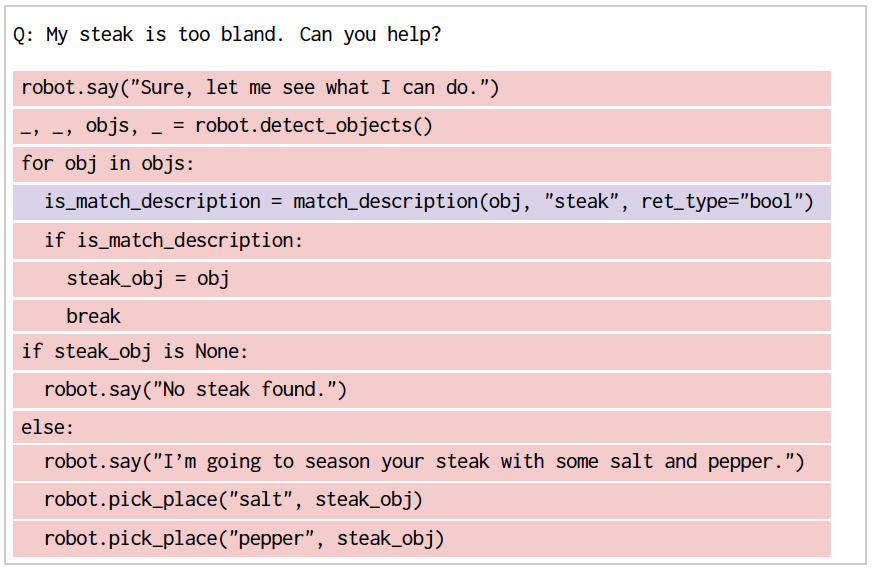 Q: My steak is too bland. Can you help?
robot.say("Sure, let me see what I can do.")
_, _, objs, _ = robot.detect_objects()
for obj in objs:
is_match_description = match_description(obj, "steak", ret_type="bool")
if is_match_description:
steak_obj = obj
break
if steak_obj is None:
robot.say("No steak found.")
else:
robot.say("I’m going to season your steak with some salt and pepper.")
robot.pick_place("salt", steak_obj)
robot.pick_place("pepper", steak_obj)